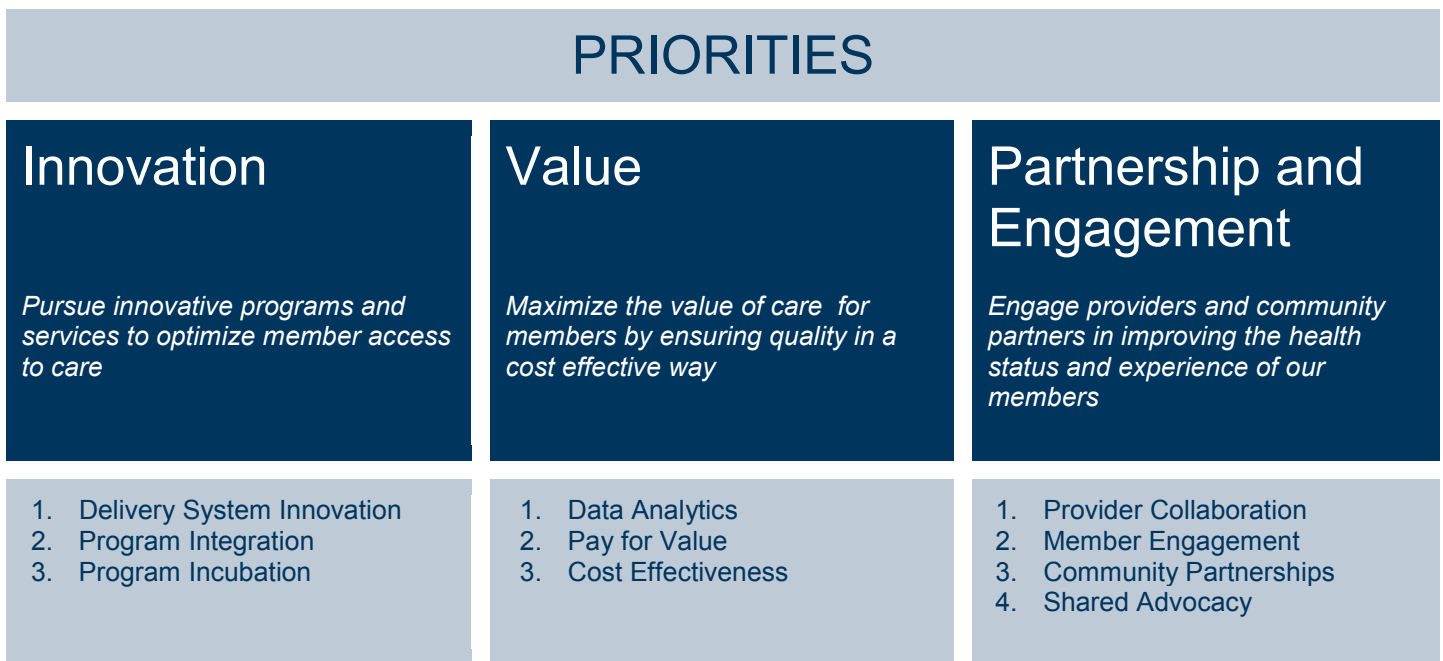 PRIORITIES
Innovation
Pursue innovative programs and
services to optimize member access
to care
1. Delivery System Innovation
2. Program Integration
3. Program Incubation
Value
Maximize the value of care  for
members by ensuring quality in a
cost effective way
1. Data Analytics
2. Pay for Value
3. Cost Effectiveness
Partnership and
Engagement
Engage providers and community
partners in improving the health
status and experience of our
members
1. Provider Collaboration
2. Member Engagement
3. Community Partnerships
4. Shared Advocacy